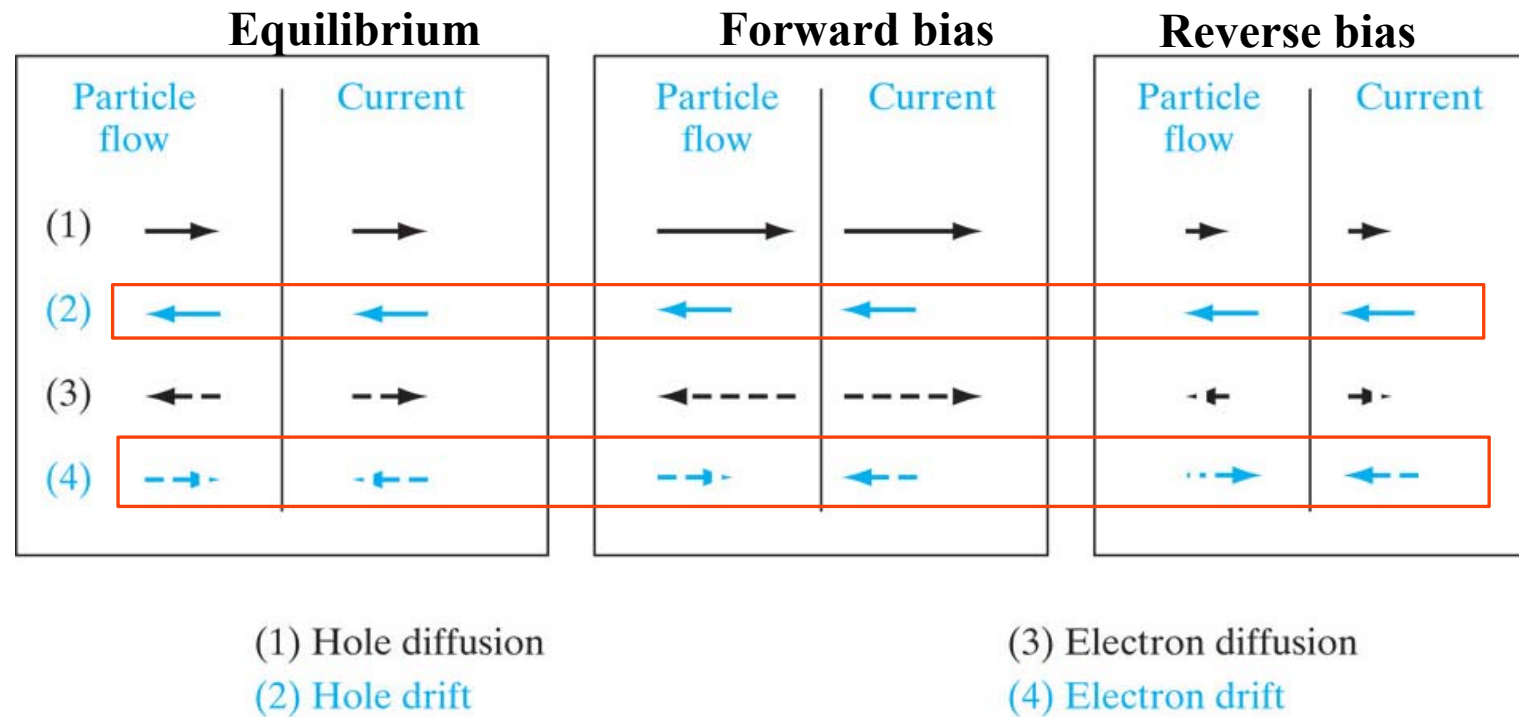 Equilibrium
Forward bias
Reverse bias
Particle flow
Current
Particle flow
Current
Particle flow
Current
(1)
(2)
(3)
(4)
(1) Hole diffusion
(3) Electron diffusion
(2) Hole drift
(4) Electron drift